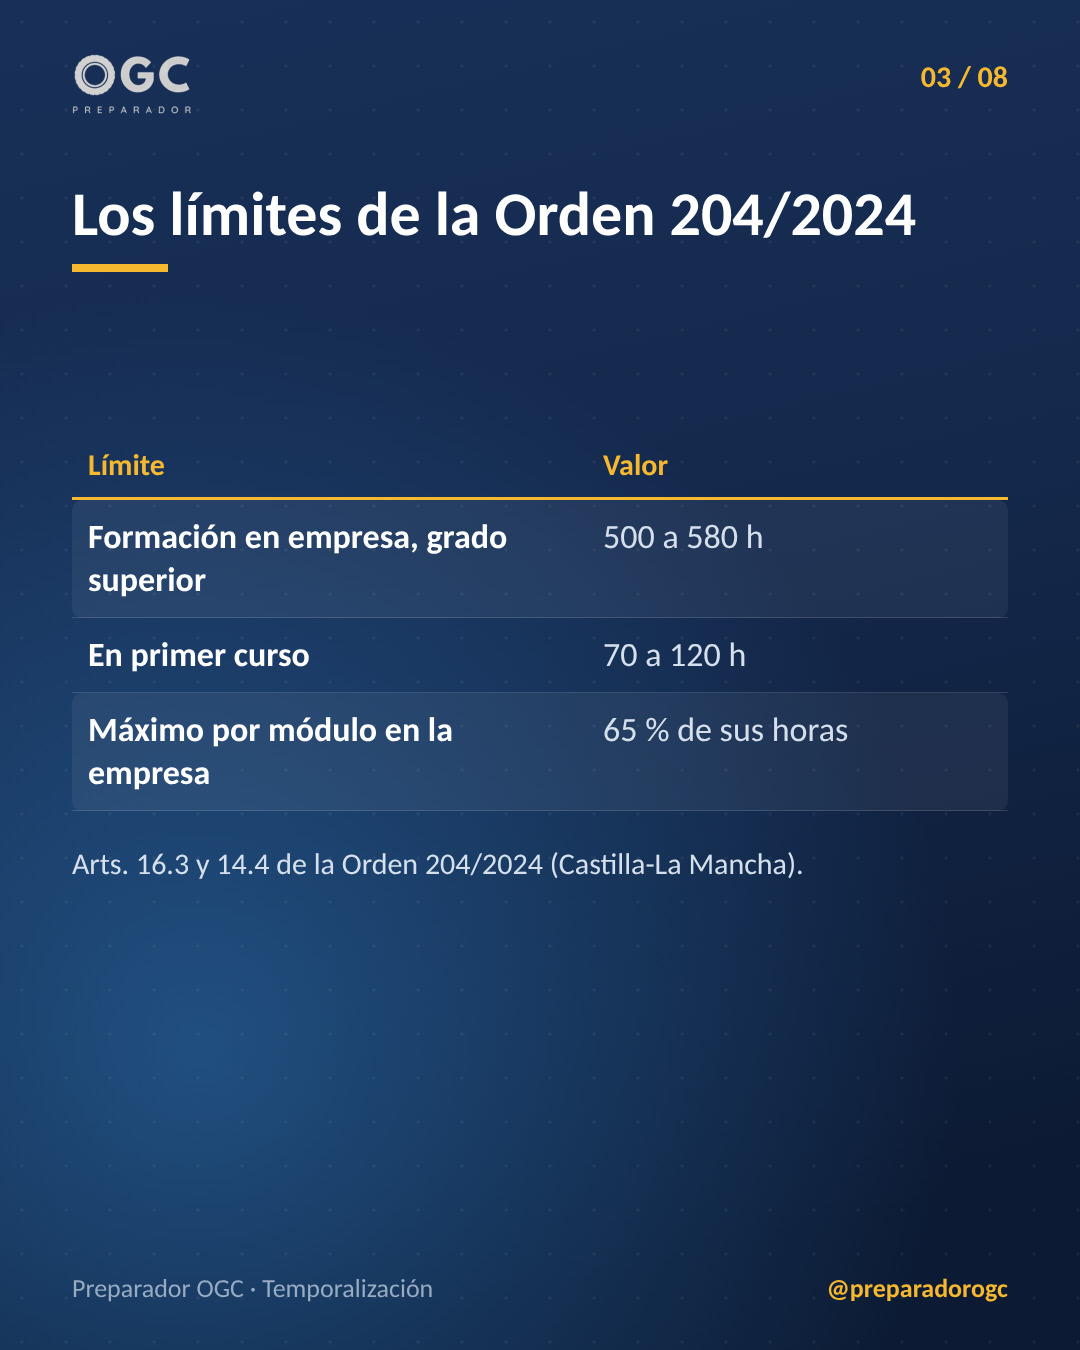 OGC
PREPARADOR
03 / 08
Los límites de la Orden 204/2024
Límite
Valor
Formación en empresa, grado
superior
500 a 580 h
En primer curso
70 a 120 h
Máximo por módulo en la
empresa
65 % de sus horas
Arts. 16.3 y 14.4 de la Orden 204/2024 (Castilla-La Mancha).
Preparador OGC · Temporalización
@preparadorogc